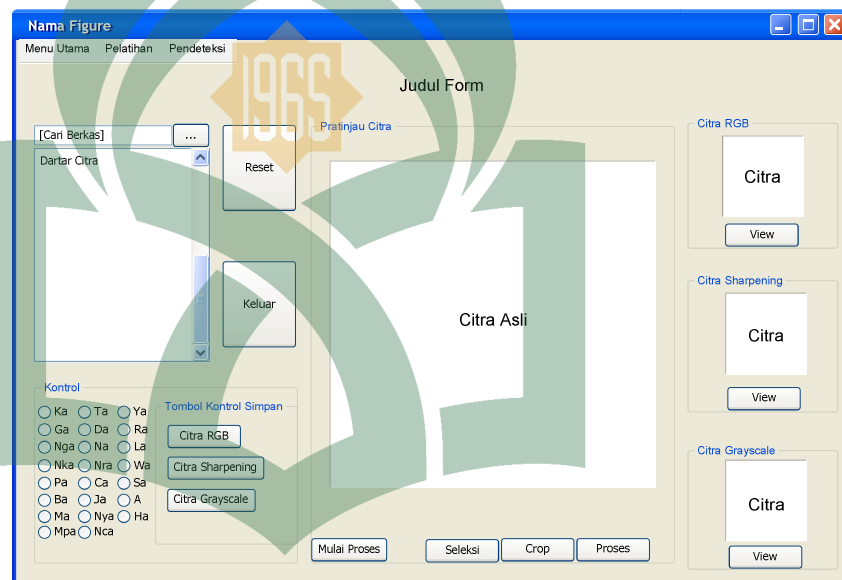 Nama Figure
Menu Utama Pelatihan Pendeteksi
1965
Judul Form
[Cari Berkas] ...
Dartar Citra
Reset
Keluar
Pratinjau Citra
Citra Asli
Citra RGB
Citra
View
Citra Sharpening
Citra
View
Citra Grayscale
Citra
View
Kontrol
Ka Ta Ya
Ga Da Ra
Nga Na La
Nka Nra Wa
Pa Ca Sa
Ba Ja A
Ma Nya Ha
Mpa Nca
Tombol Kontrol Simpan
Citra RGB
Citra Sharpening
Citra Grayscale
Mulai Proses Seleksi Crop Proses